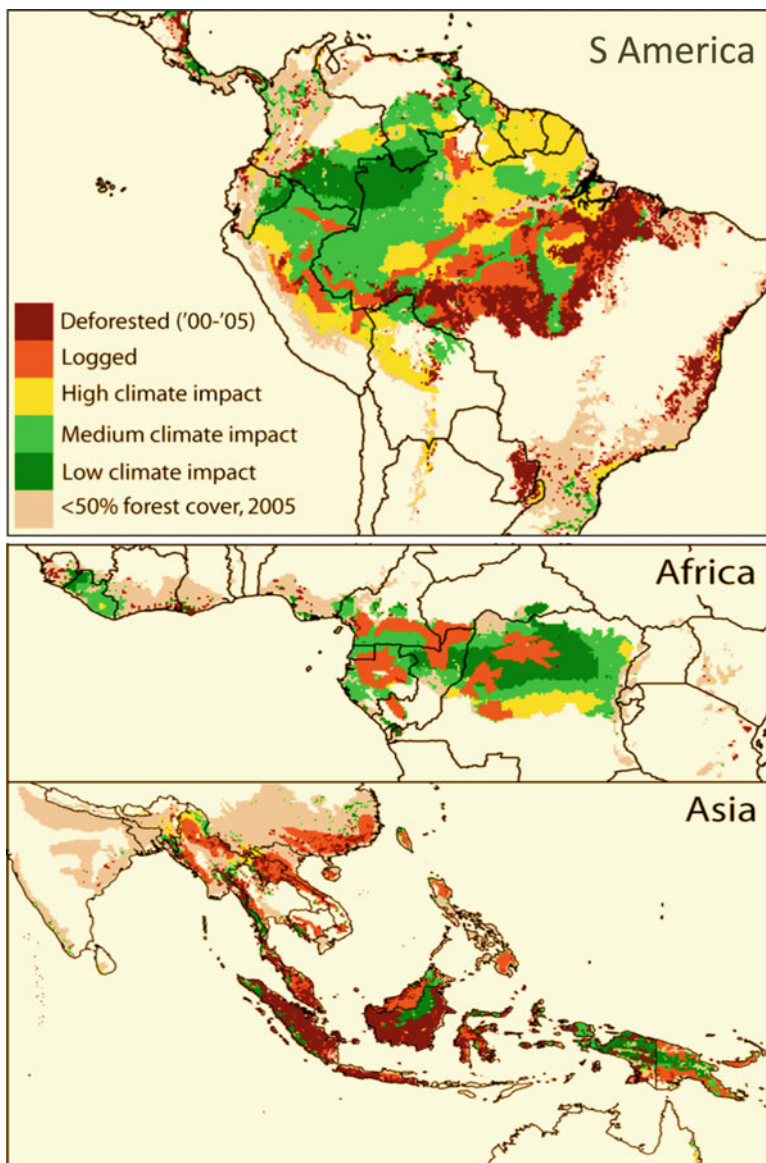 S America
Deforested ('00-'05)
Logged
High climate impact
Medium climate impact
Low climate impact
<50% forest cover, 2005
Africa
Asia